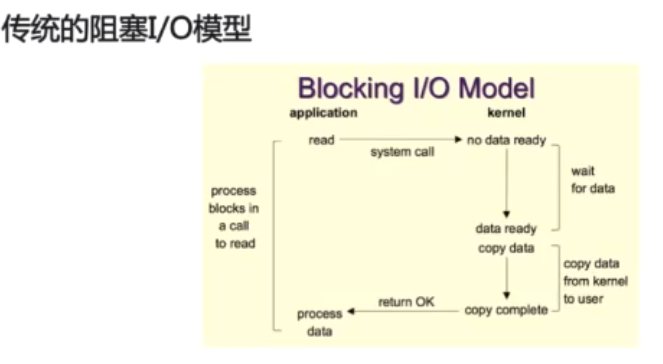 传统的阻塞I/O模型
Blocking I/O Model
application
kernel
read
system call
no data ready
wait
for data
process
blocks in
a call
to read
data ready
copy data
copy data
from kernel
to user
return OK
copy complete
process
data